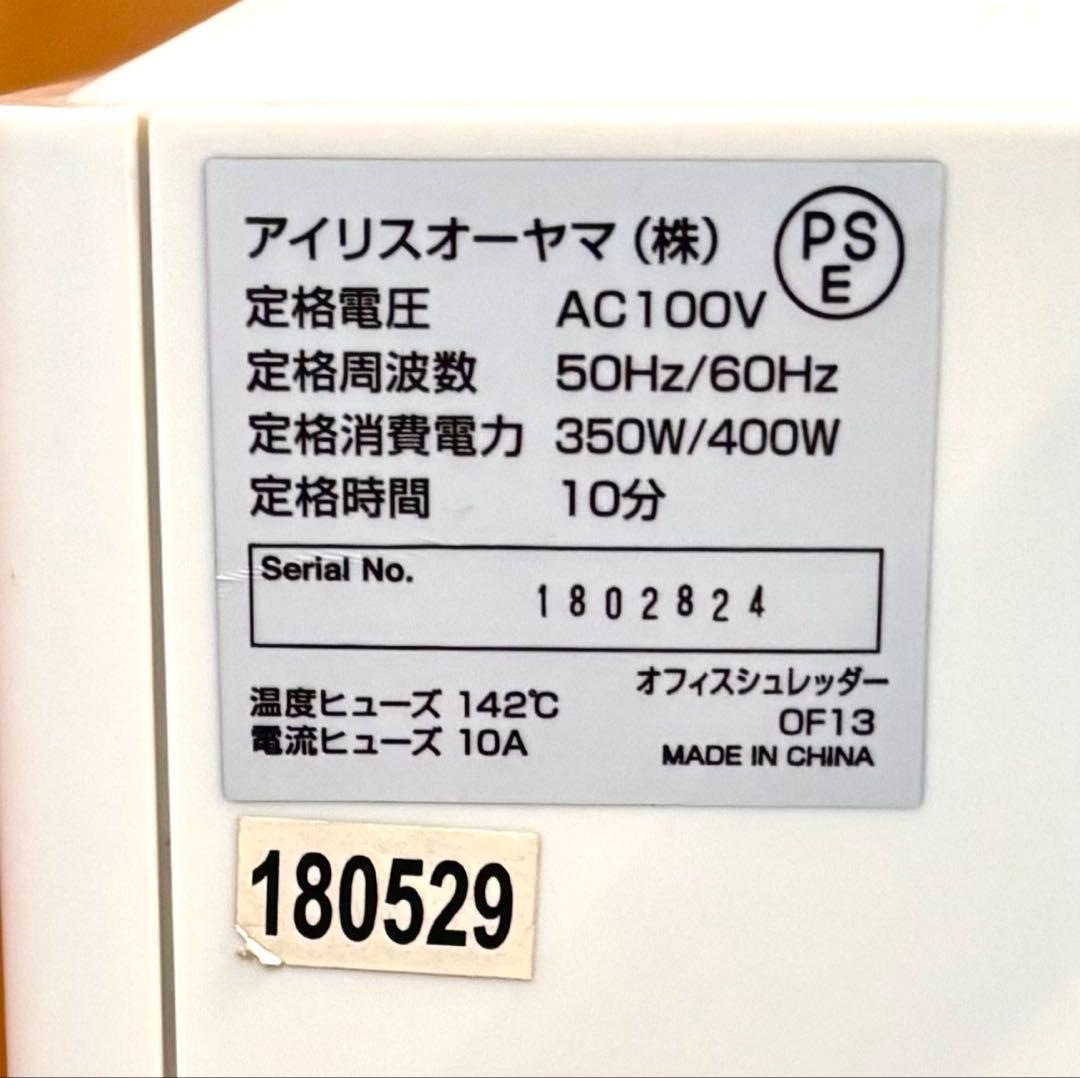 アイリスオーヤマ（株）
PS
E
定格電圧 AC100V
定格周波数 50Hz/60Hz
定格消費電力 350W/400W
定格時間 10分
Serial No.
1802824
温度ヒューズ 142℃
電流ヒューズ 10A
オフィスシュレッダー
OF13
MADE IN CHINA
180529